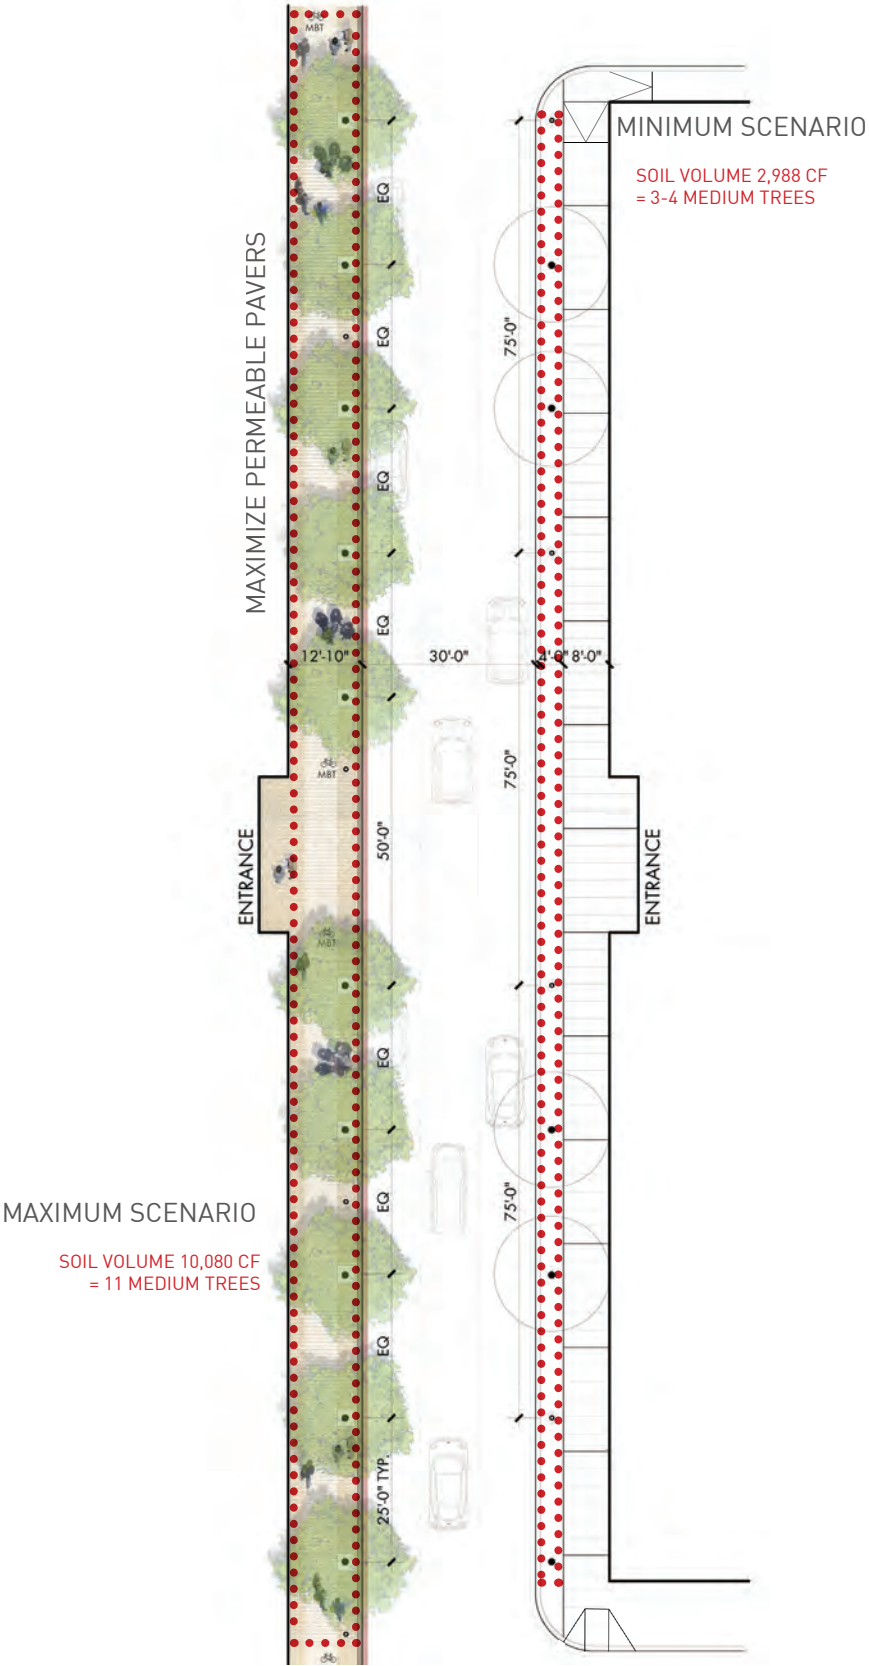 MBT
MINIMUM SCENARIO
SOIL VOLUME 2,988 CF
= 3-4 MEDIUM TREES
EQ
MAXIMIZE PERMEABLE PAVERS
EQ
75'-0"
EQ
EQ
12'-10"
30'-0"
4'-0"
8'-0"
MBT
75'-0"
50'-0"
ENTRANCE
ENTRANCE
MBT
EQ
EQ
75'-0"
MAXIMUM SCENARIO
SOIL VOLUME 10,080 CF
= 11 MEDIUM TREES
EQ
25'-0" TYP.